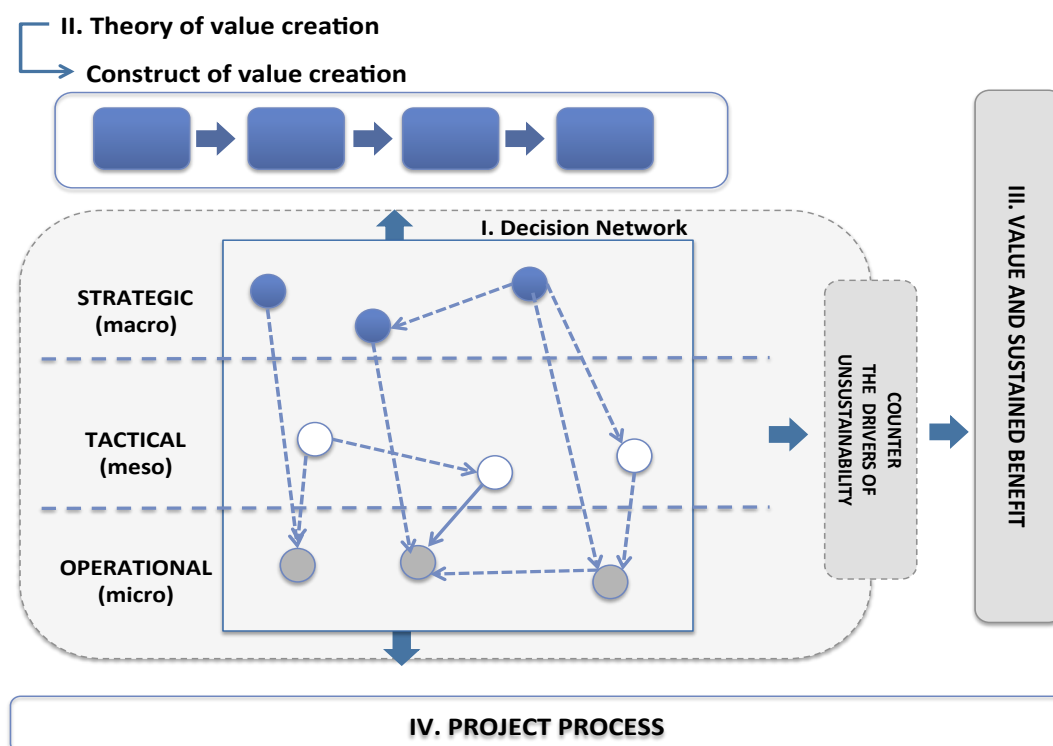 II. Theory of value creation
Construct of value creation
I. Decision Network
STRATEGIC
(macro)
TACTICAL
(meso)
OPERATIONAL
(micro)
COUNTER
THE DRIVERS OF
UNSUSTAINABILITY
III. VALUE AND SUSTAINED BENEFIT
IV. PROJECT PROCESS